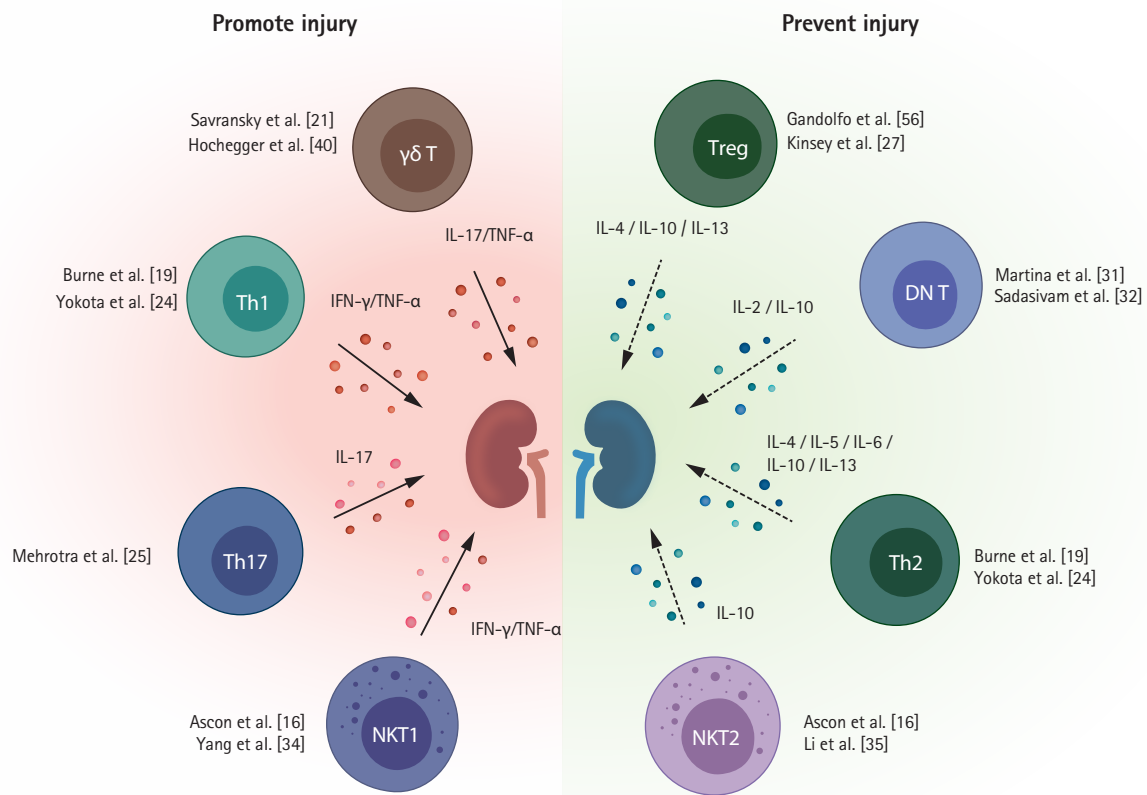 Promote injury
Prevent injury
Savransky et al. [21]
Hochegger et al. [40]
γδ T
IL-17/TNF-α
Burne et al. [19]
Yokota et al. [24]
Th1
IFN-γ/TNF-α
IL-17
Mehrotra et al. [25]
Th17
IFN-γ/TNF-α
Ascon et al. [16]
Yang et al. [34]
NKT1
Treg
Gandolfo et al. [56]
Kinsey et al. [27]
IL-4 / IL-10 / IL-13
DN T
Martina et al. [31]
Sadasivam et al. [32]
IL-2 / IL-10
IL-4 / IL-5 / IL-6 /
IL-10 / IL-13
Th2
Burne et al. [19]
Yokota et al. [24]
IL-10
NKT2
Ascon et al. [16]
Li et al. [35]